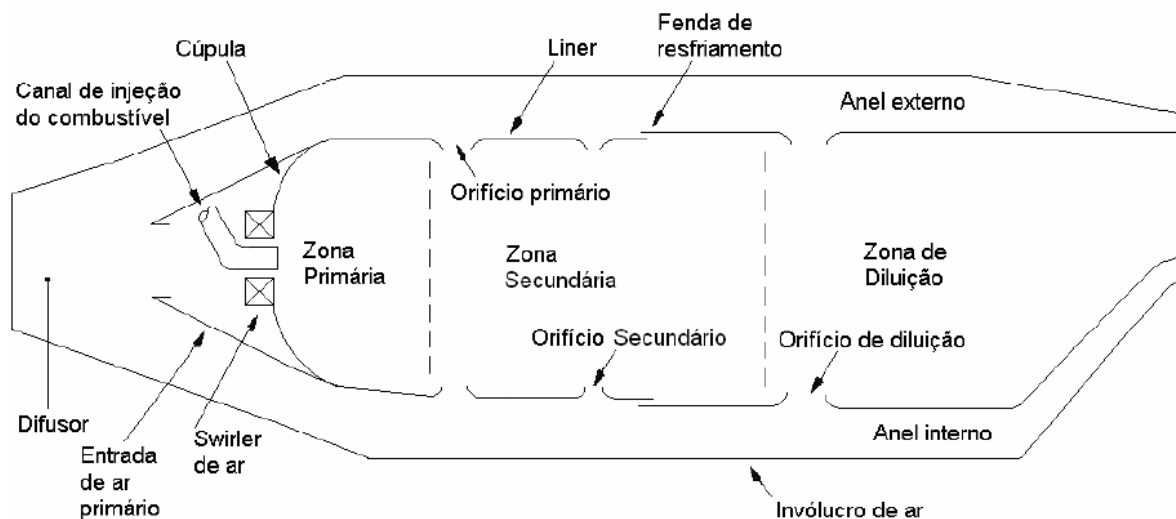 Fenda de
resfriamento
Cúpula
Liner
Canal de injeção
do combustível
Anel externo
Orifício primário
Zona
Primária
Zona
Secundária
Zona de
Diluição
Orifício Secundário
Orifício de diluição
Difusor
Entrada
de ar
primário
Swirler
de ar
Anel interno
Invólucro de ar